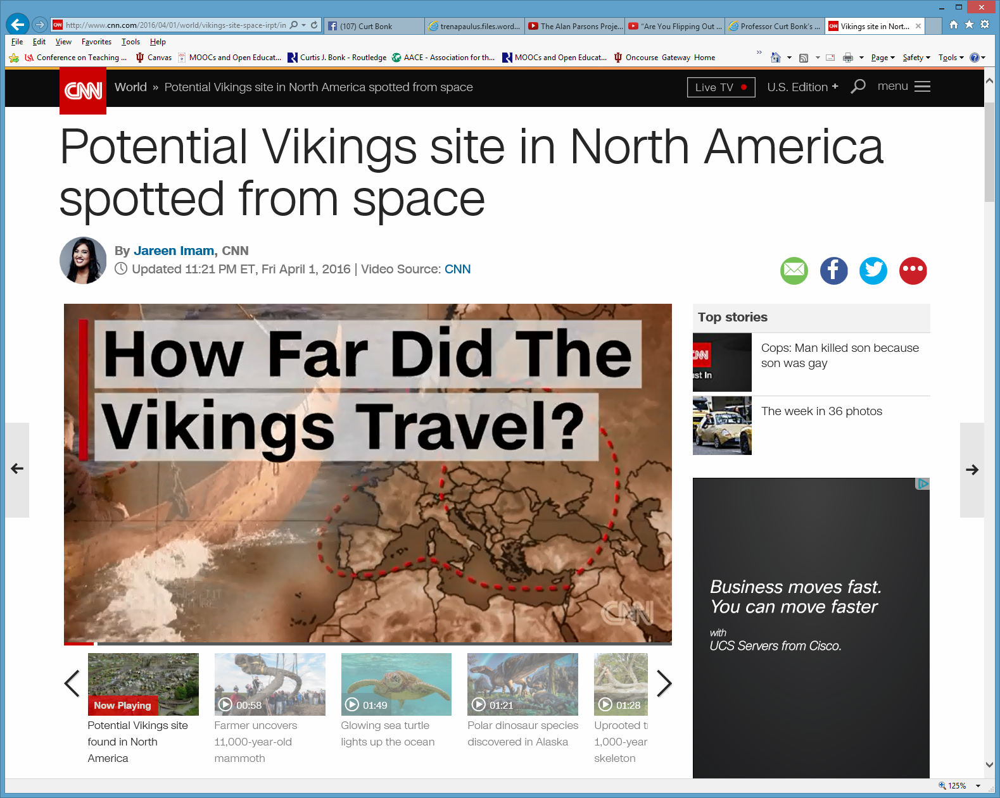 http://www.cnn.com/2016/04/01/world/vikings-site-space-irpt/in
(107) Curt Bonk
trenapaulus.files.word...
The Alan Parsons Proje...
"Are You Flipping Out ...
Professor Curt Bonk's ...
Vikings site in Nort...
File Edit View Favorites Tools Help
Conference on Teaching ...
Canvas
MOOCs and Open Educat...
Curtis J. Bonk - Routledge
AACE - Association for th...
MOOCs and Open Educat...
Oncourse Gateway Home
»
Page
Safety
Tools
CNN
World » Potential Vikings site in North America spotted from space
Live TV
U.S. Edition +
menu
Potential Vikings site in North America
spotted from space
By Jareen Imam, CNN
Updated 11:21 PM ET, Fri April 1, 2016 | Video Source: CNN
How Far Did The
Vikings Travel?
CNN
Now Playing
00:58
01:49
01:21
01:28
Potential Vikings site
found in North
America
Farmer uncovers
11,000-year-old
mammoth
Glowing sea turtle
lights up the ocean
Polar dinosaur species
discovered in Alaska
Uprooted t
1,000-year
skeleton
Top stories
CNN
ust In
Cops: Man killed son because
son was gay
The week in 36 photos
Business moves fast.
You can move faster
with
UCS Servers from Cisco.
125%